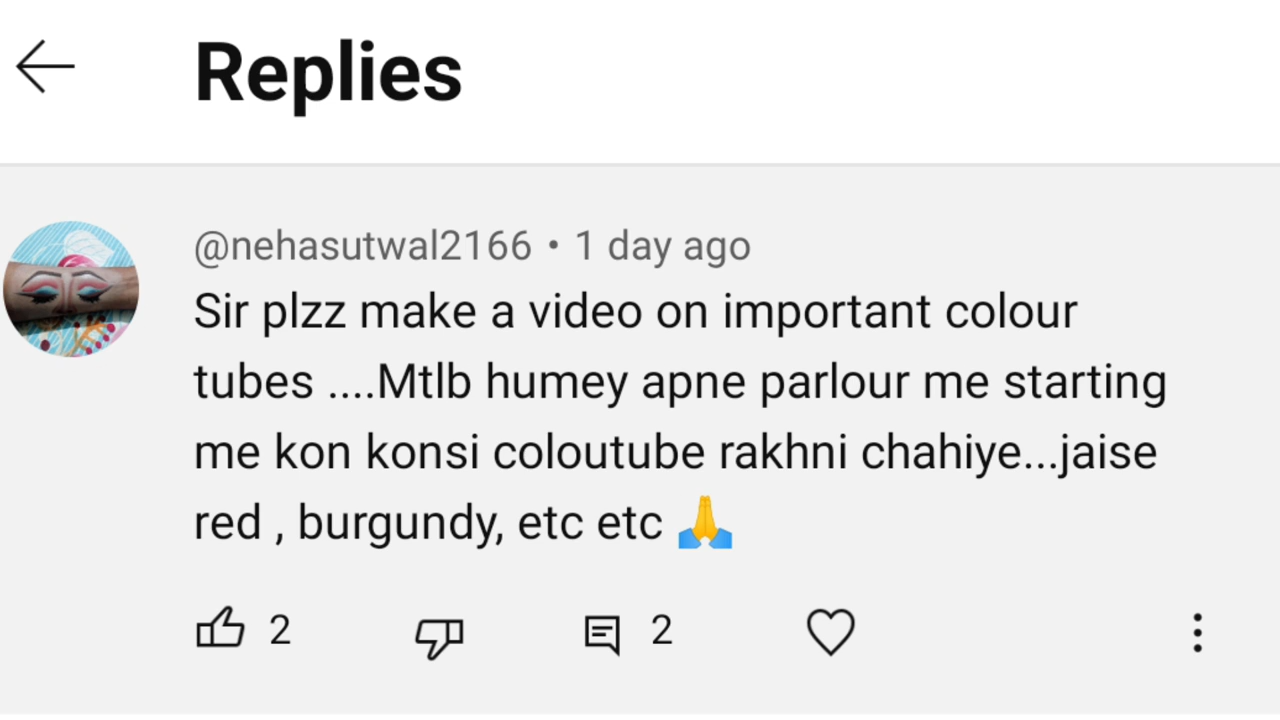 Replies
@nehasutwal2166 • 1 day ago
Sir plzz make a video on important colour
tubes ....Mtlb humey apne parlour me starting
me kon konsi coloutube rakhni chahiye...jaise
red , burgundy, etc etc 🙏
2 2